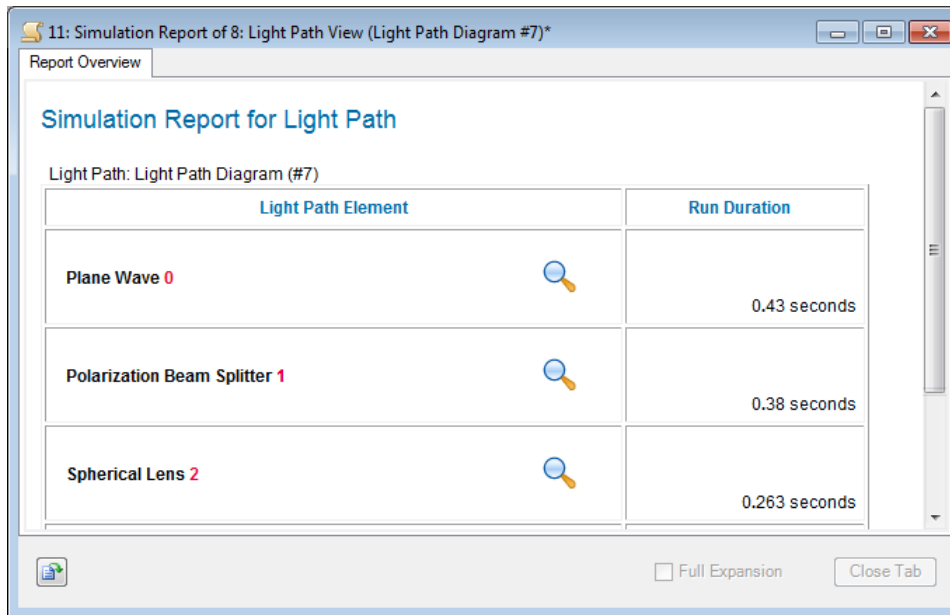 11: Simulation Report of 8: Light Path View (Light Path Diagram #7)*
Report Overview
Simulation Report for Light Path
Light Path: Light Path Diagram (#7)
Light Path Element Run Duration
Plane Wave 0
0.43 seconds
Polarization Beam Splitter 1
0.38 seconds
Spherical Lens 2
0.263 seconds
Full Expansion Close Tab